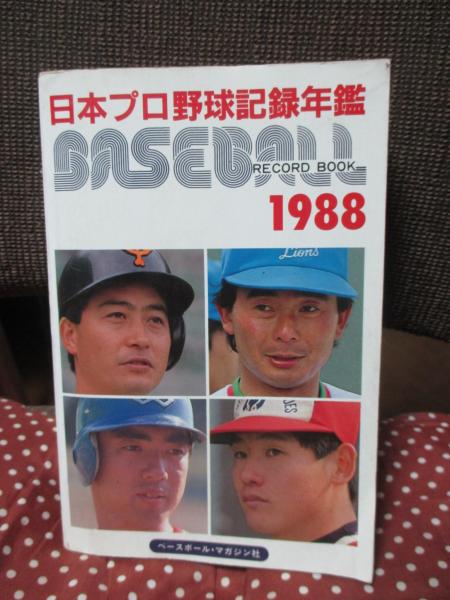 日本プロ野球記録年鑑
BASEBALL
RECORD BOOK
1988
Lions
ベースボール・マガジン社